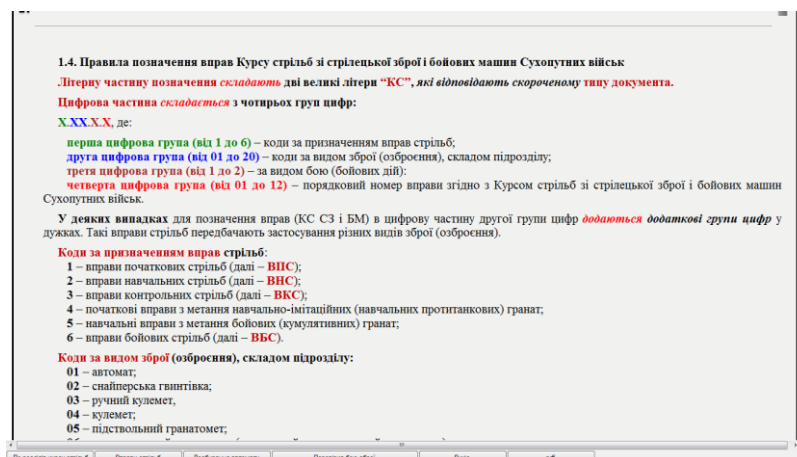 1.4. Правила позначення вправ Курсу стрільб зі стрілецької зброї і бойових машин Сухопутних військ
Літерну частину позначення складають дві великі літери “КС”, які відповідають скороченому типу документа.
Цифрова частина складається з чотирьох груп цифр:
X.XX.X.X, де:
перша цифрова група (від 1 до 6) – коди за призначенням вправ стрільб;
друга цифрова група (від 01 до 20) – коди за видом зброї (озброєння), складом підрозділу;
третя цифрова група (від 1 до 2) – за видом бою (бойових дій):
четверта цифрова група (від 01 до 12) – порядковий номер вправи згідно з Курсом стрільб зі стрілецької зброї і бойових машин
Сухопутних військ.
У деяких випадках для позначення вправ (КС СЗ і БМ) в цифрову частину другої групи цифр додаються додаткові групи цифр у
дужках. Такі вправи стрільб передбачають застосування різних видів зброї (озброєння).
Коди за призначенням вправ стрільб:
1 – вправи початкових стрільб (далі – ВПС);
2 – вправи навчальних стрільб (далі – ВНС);
3 – вправи контрольних стрільб (далі – ВКС);
4 – початкові вправи з метання навчально-імітаційних (навчальних протитанкових) гранат;
5 – навчальні вправи з метання бойових (кумулятивних) гранат;
6 – вправи бойових стрільб (далі – ВБС).
Коди за видом зброї (озброєння), складом підрозділу:
01 – автомат;
02 – снайперська гвинтівка;
03 – ручний кулемет,
04 – кулемет;
05 – підствольний гранатомет;